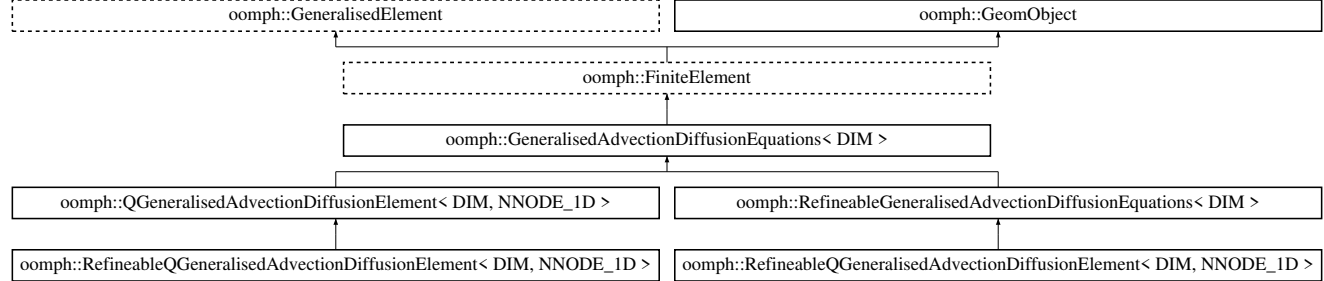 oomph::GeneralisedElement
oomph::GeomObject
oomph::FiniteElement
oomph::GeneralisedAdvectionDiffusionEquations< DIM >
oomph::QGeneralisedAdvectionDiffusionElement< DIM, NNODE_1D >
oomph::RefineableGeneralisedAdvectionDiffusionEquations< DIM >
oomph::RefineableQGeneralisedAdvectionDiffusionElement< DIM, NNODE_1D >
oomph::RefineableQGeneralisedAdvectionDiffusionElement< DIM, NNODE_1D >